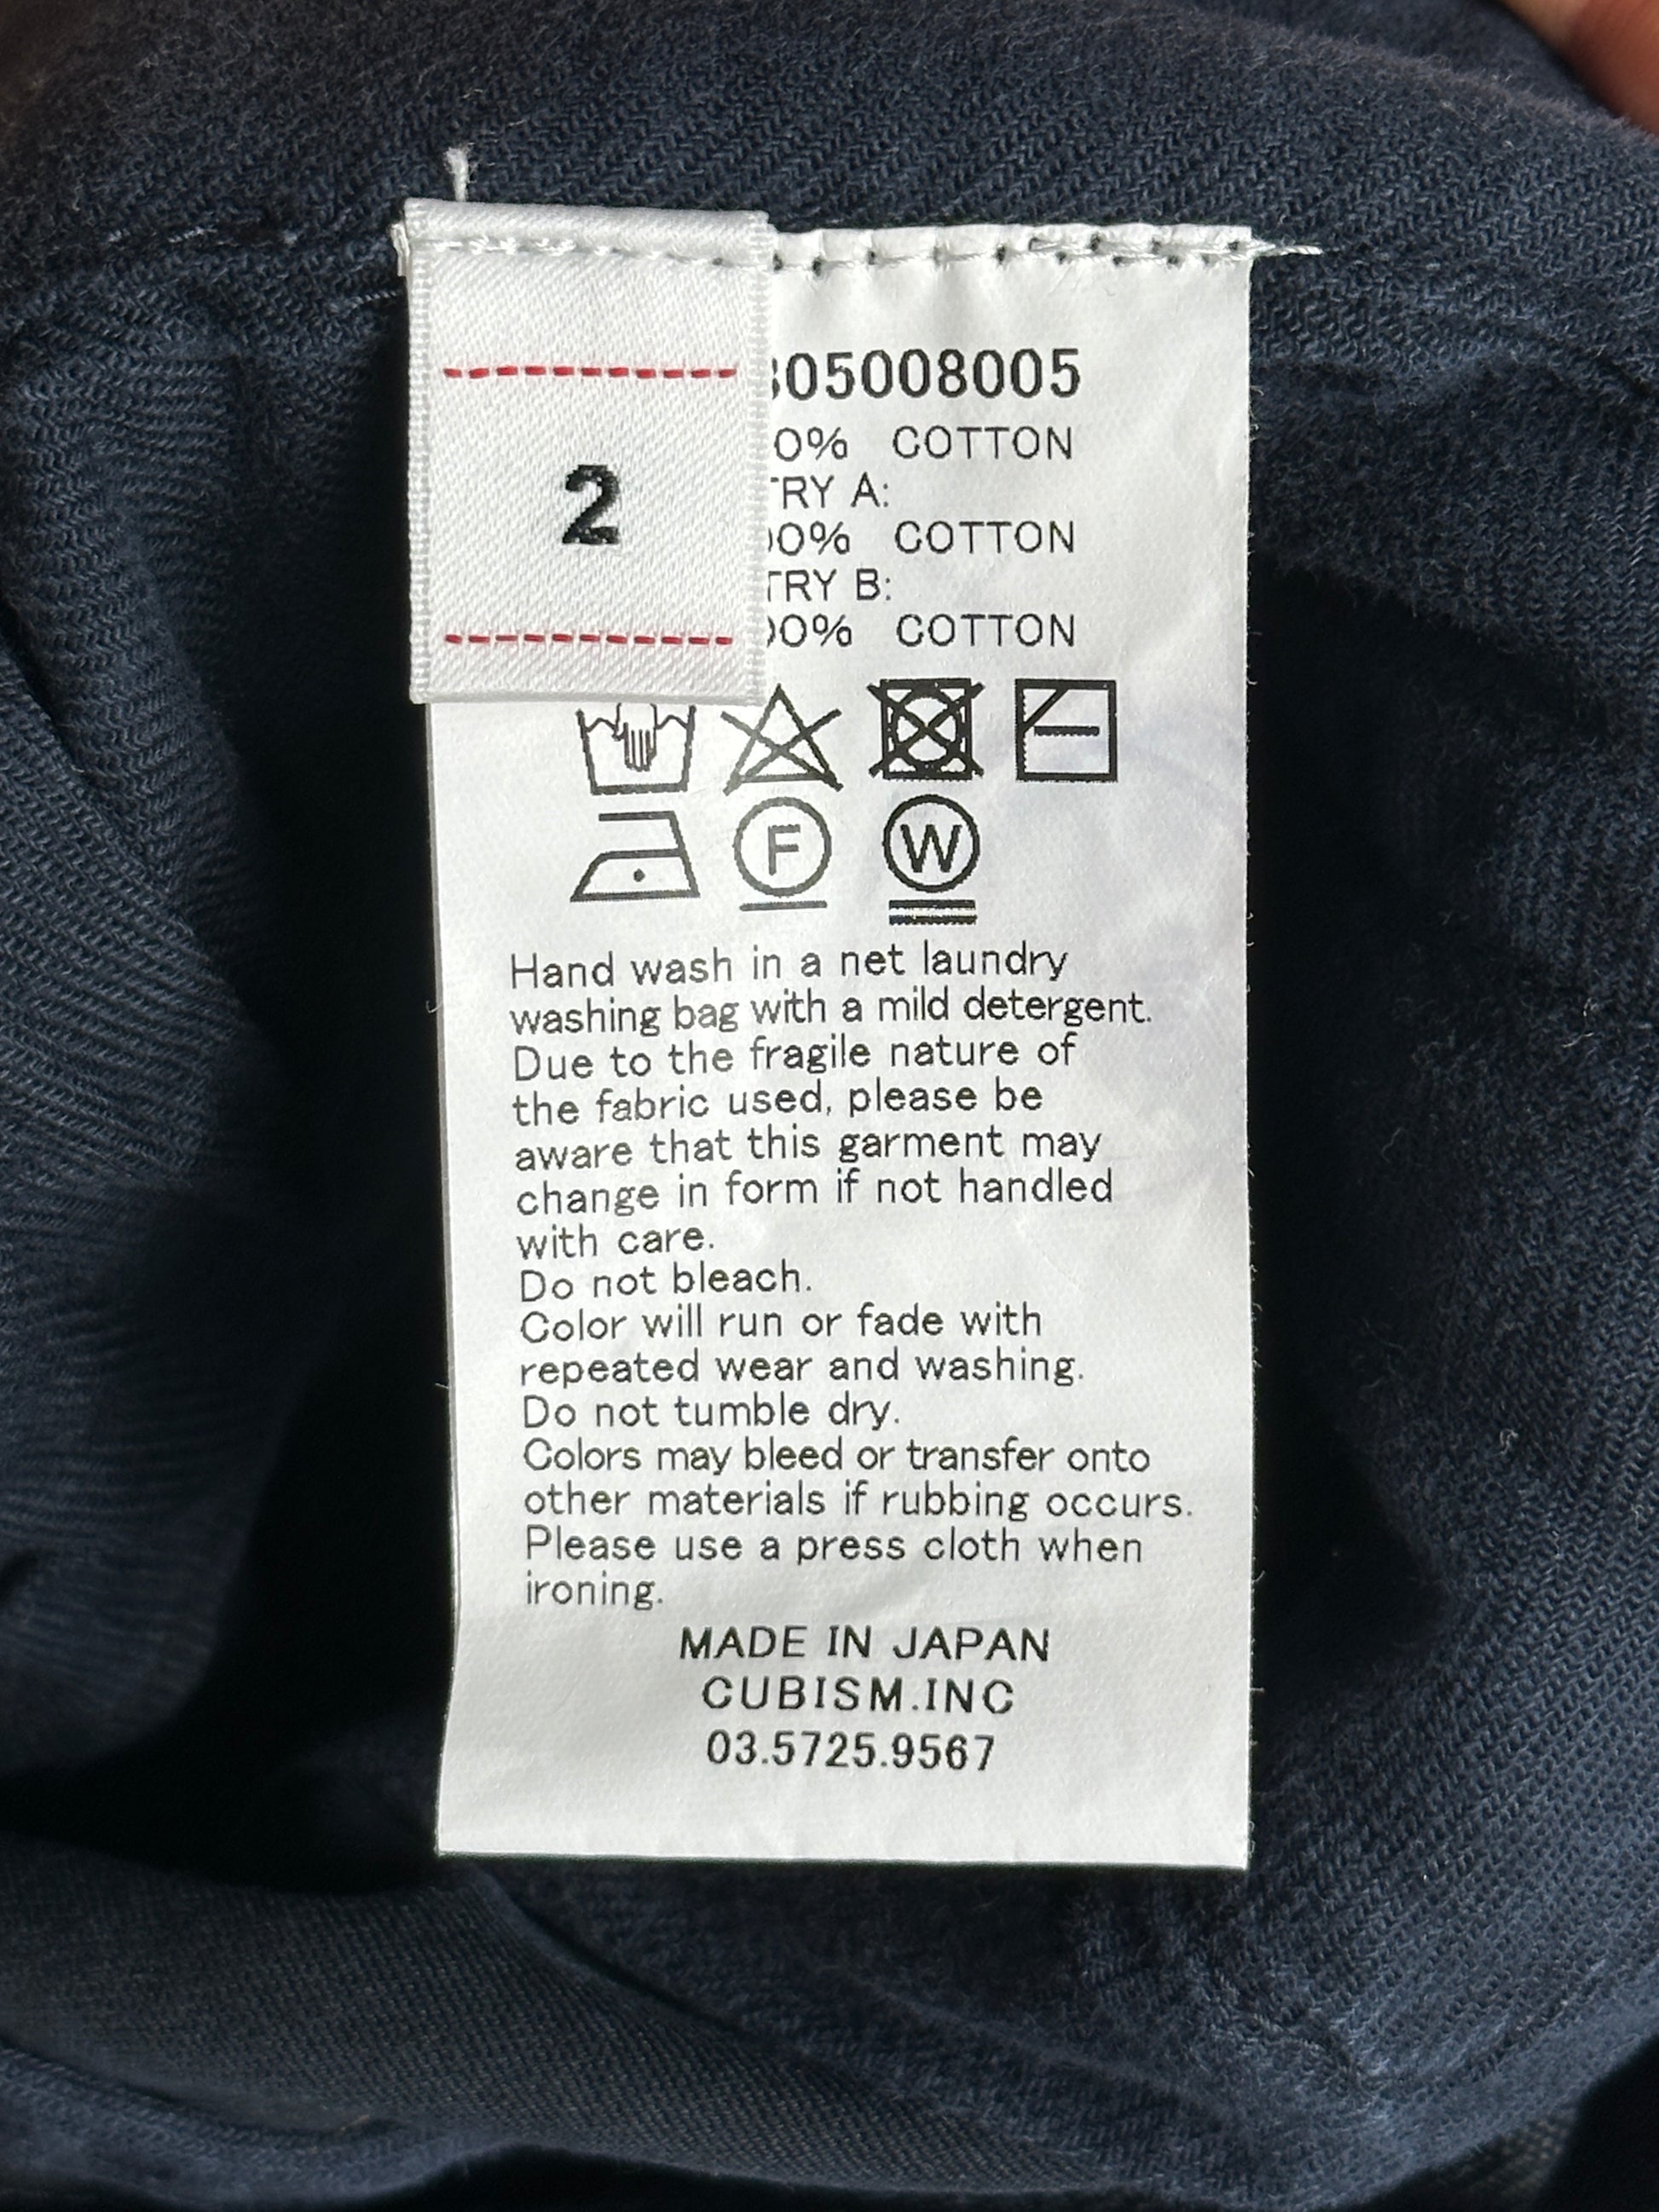 2
05008005
0% COTTON
TRY A:
00% COTTON
TRY B:
00% COTTON
F
W
Hand wash in a net laundry
washing bag with a mild detergent.
Due to the fragile nature of
the fabric used, please be
aware that this garment may
change in form if not handled
with care.
Do not bleach.
Color will run or fade with
repeated wear and washing.
Do not tumble dry.
Colors may bleed or transfer onto
other materials if rubbing occurs.
Please use a press cloth when
ironing.
MADE IN JAPAN
CUBISM.INC
03.5725.9567